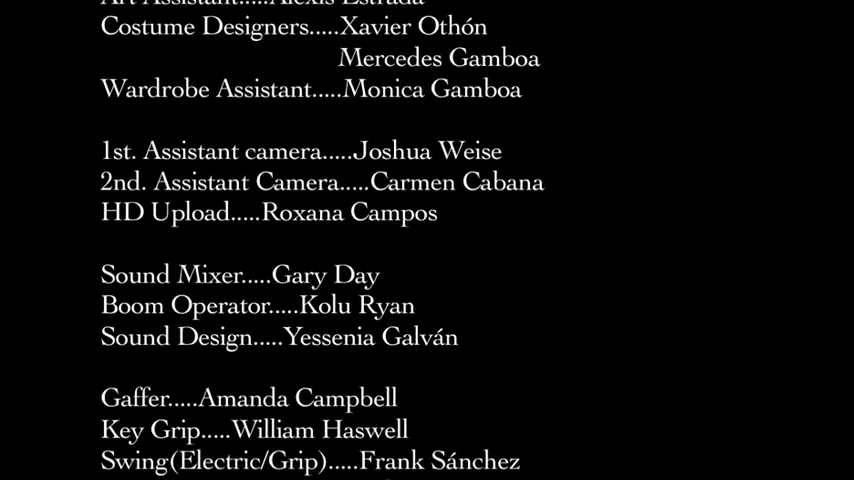 Art Assistant.....Alexis Estrada
Costume Designers.....Xavier Othón
Mercedes Gamboa
Wardrobe Assistant.....Monica Gamboa
1st. Assistant camera.....Joshua Weise
2nd. Assistant Camera.....Carmen Cabana
HD Upload.....Roxana Campos
Sound Mixer.....Gary Day
Boom Operator.....Kolu Ryan
Sound Design.....Yessenia Galván
Gaffer.....Amanda Campbell
Key Grip.....William Haswell
Swing(Electric/Grip).....Frank Sánchez